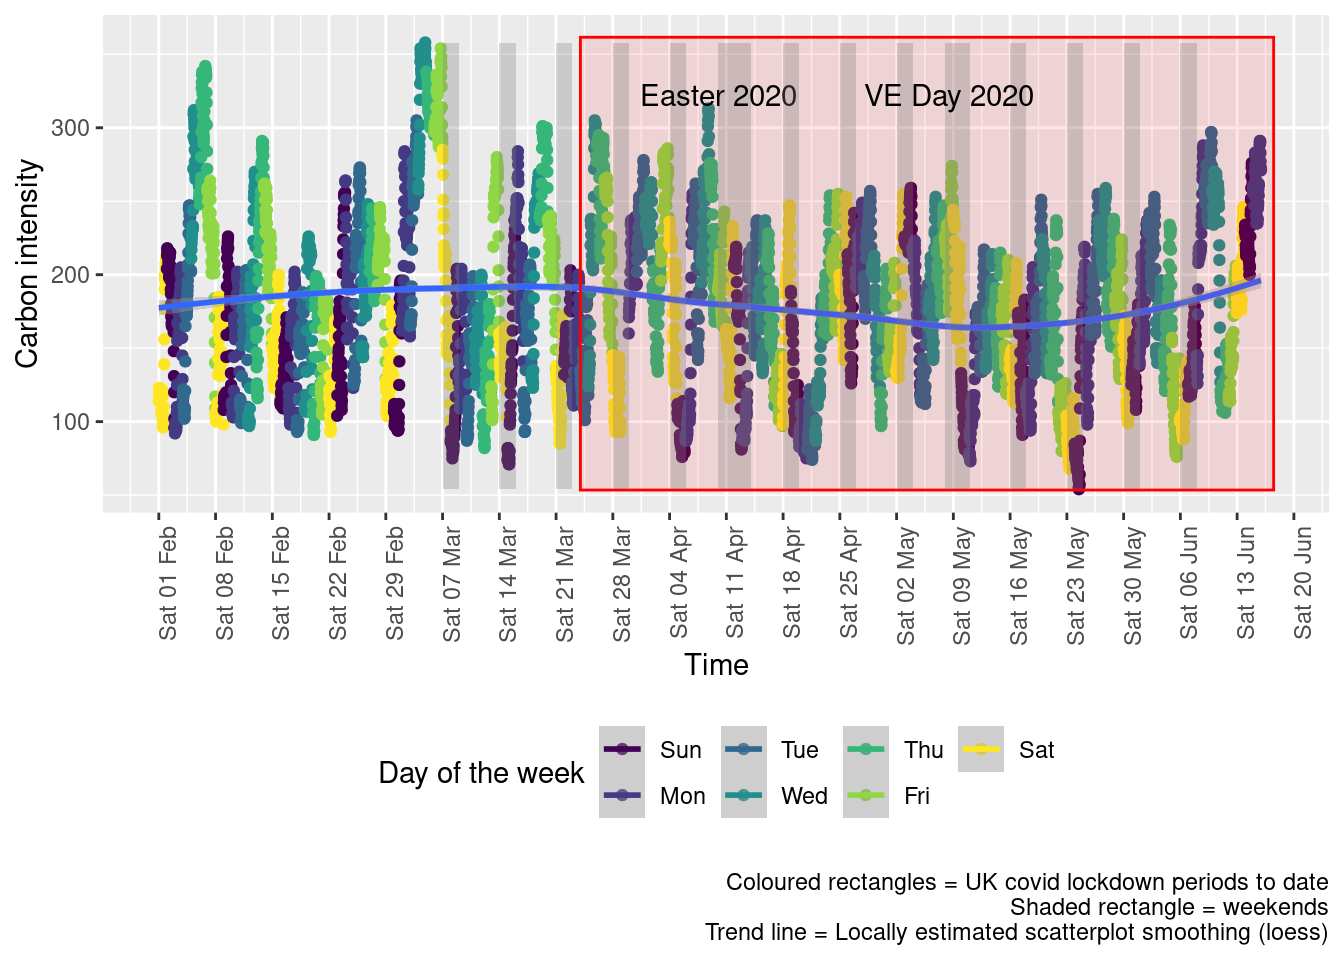 Carbon intensity
300
200
100
Easter 2020
VE Day 2020
Sat 01 Feb
Sat 08 Feb
Sat 15 Feb
Sat 22 Feb
Sat 29 Feb
Sat 07 Mar
Sat 14 Mar
Sat 21 Mar
Sat 28 Mar
Sat 04 Apr
Sat 11 Apr
Sat 18 Apr
Sat 25 Apr
Sat 02 May
Sat 09 May
Sat 16 May
Sat 23 May
Sat 30 May
Sat 06 Jun
Sat 13 Jun
Sat 20 Jun
Time
Day of the week
Sun
Tue
Thu
Sat
Mon
Wed
Fri
Coloured rectangles = UK covid lockdown periods to date
Shaded rectangle = weekends
Trend line = Locally estimated scatterplot smoothing (loess)